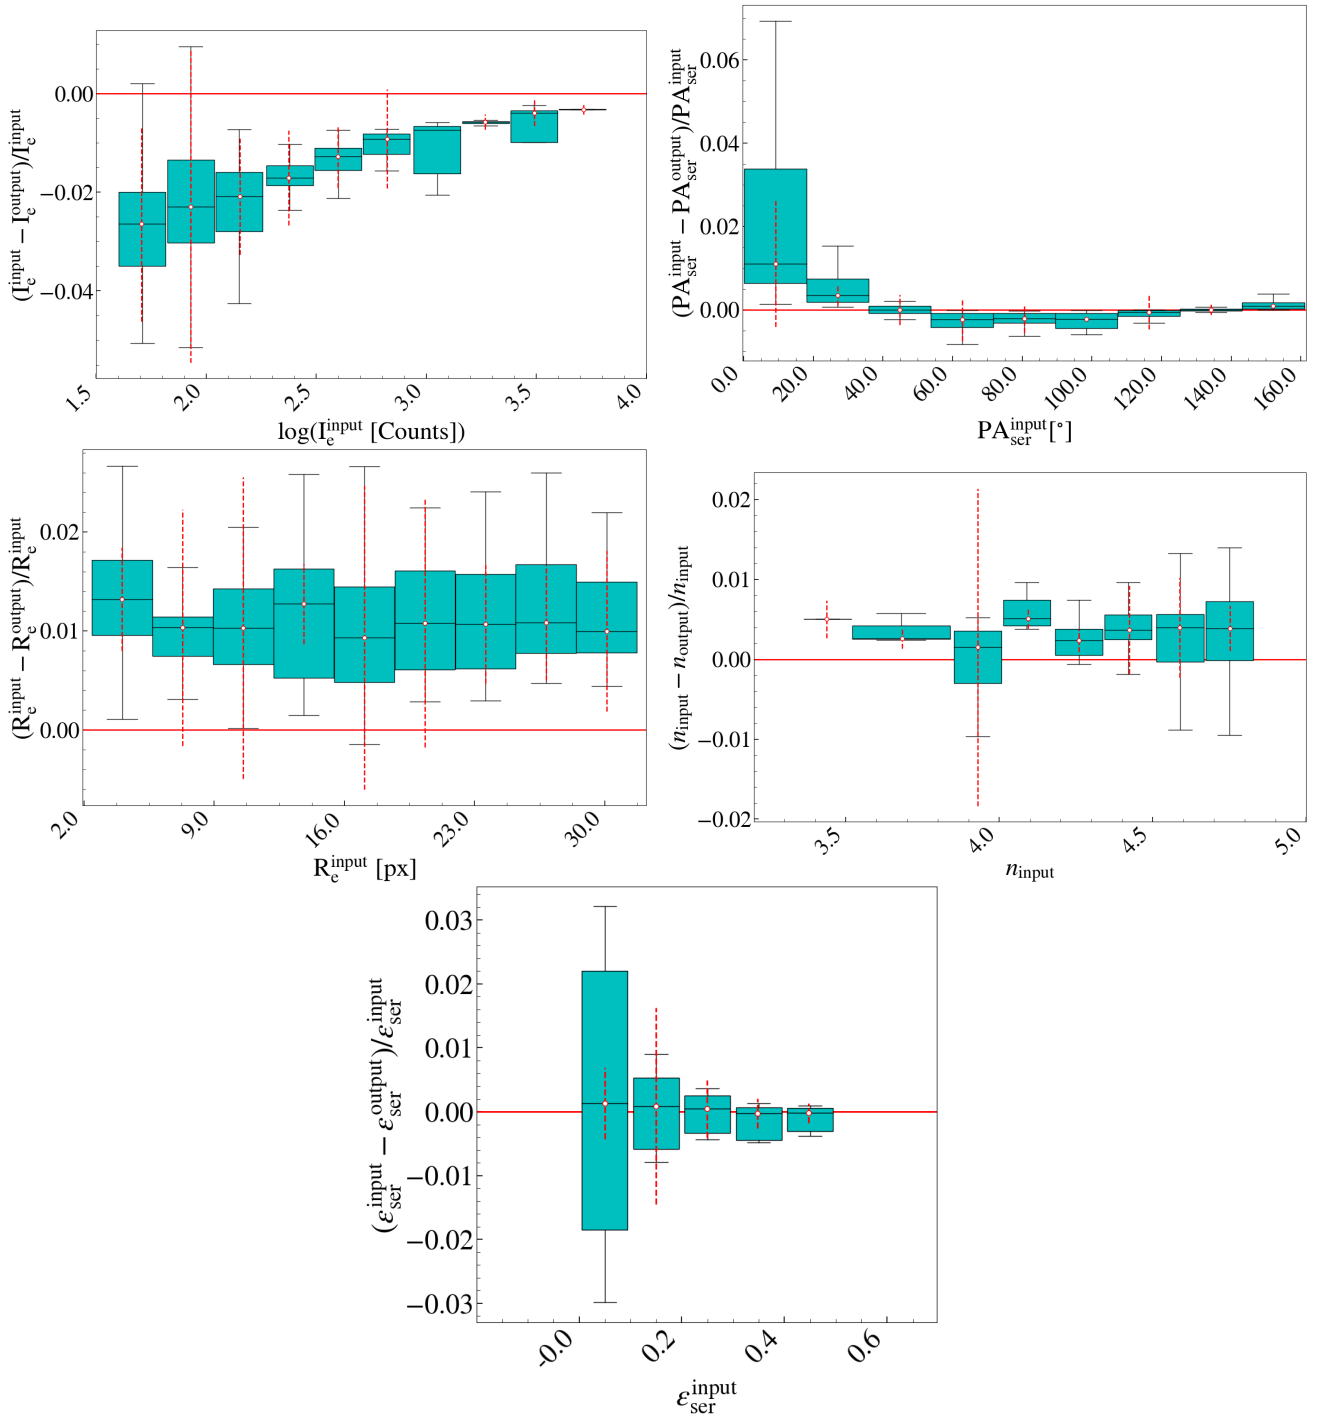 (I_e^input − I_e^output)/I_e^input
0.00
−0.02
−0.04
1.5 2.0 2.5 3.0 3.5 4.0
log(I_e^input [Counts])
(PA_ser^input − PA_ser^output)/PA_ser^input
0.06
0.04
0.02
0.00
0.0 20.0 40.0 60.0 80.0 100.0 120.0 140.0 160.0
PA_ser^input[°]
(R_e^input − R_e^output)/R_e^input
0.02
0.01
0.00
2.0 9.0 16.0 23.0 30.0
R_e^input [px]
(n_input − n_output)/n_input
0.02
0.01
0.00
−0.01
−0.02
3.5 4.0 4.5 5.0
n_input
(ε_ser^input − ε_ser^output)/ε_ser^input
0.03
0.02
0.01
0.00
−0.01
−0.02
−0.03
-0.0 0.2 0.4 0.6
ε_ser^input